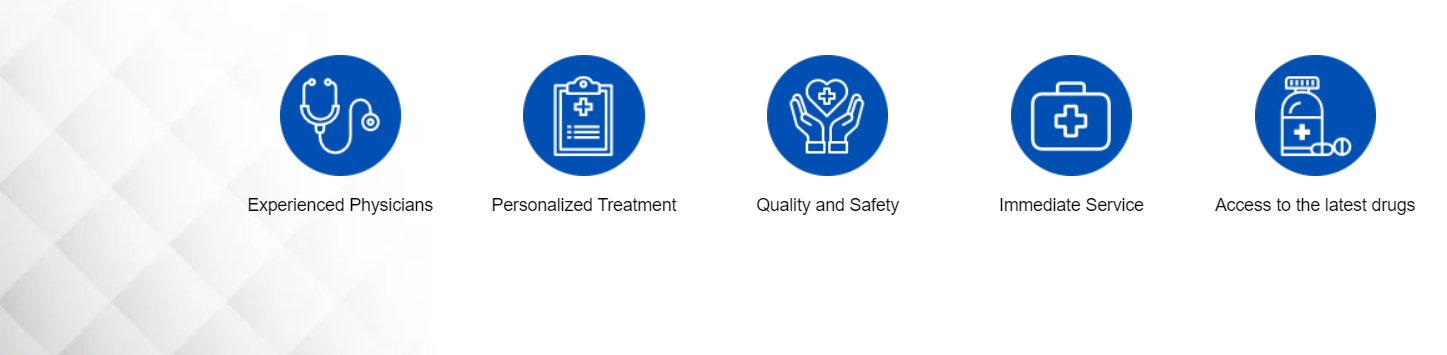 Experienced Physicians
Personalized Treatment
Quality and Safety
Immediate Service
Access to the latest drugs